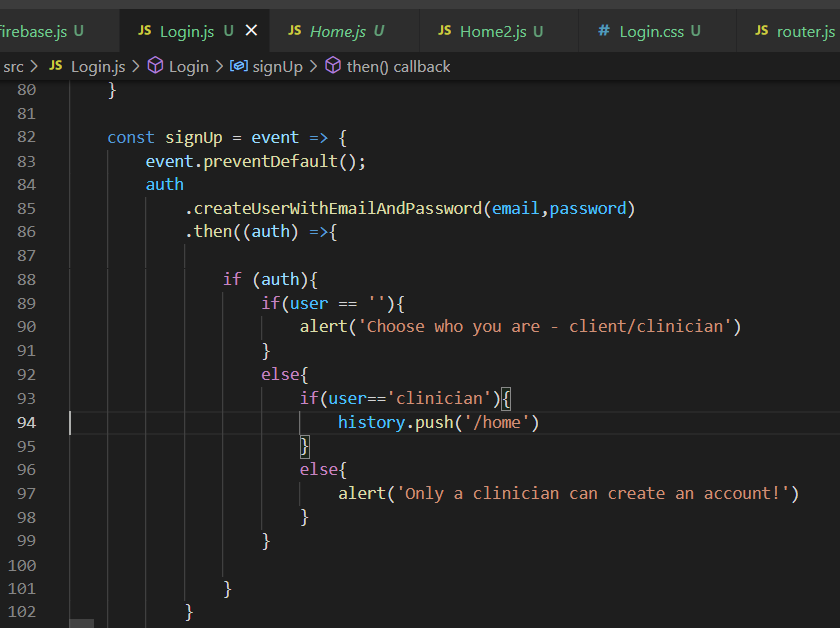 irebase.js U JS Login.js U × JS Home.js U JS Home2.js U # Login.css U JS router.js
src > JS Login.js > Login > signUp > then() callback
80 }
81
82 const signUp = event => {
83 event.preventDefault();
84 auth
85 .createUserWithEmailAndPassword(email,password)
86 .then((auth) =>{
87
88 if (auth){
89 if(user == ''){
90 alert('Choose who you are - client/clinician')
91 }
92 else{
93 if(user=='clinician'){
94 history.push('/home')
95 }
96 else{
97 alert('Only a clinician can create an account!')
98 }
99 }
100
101 }
102 }